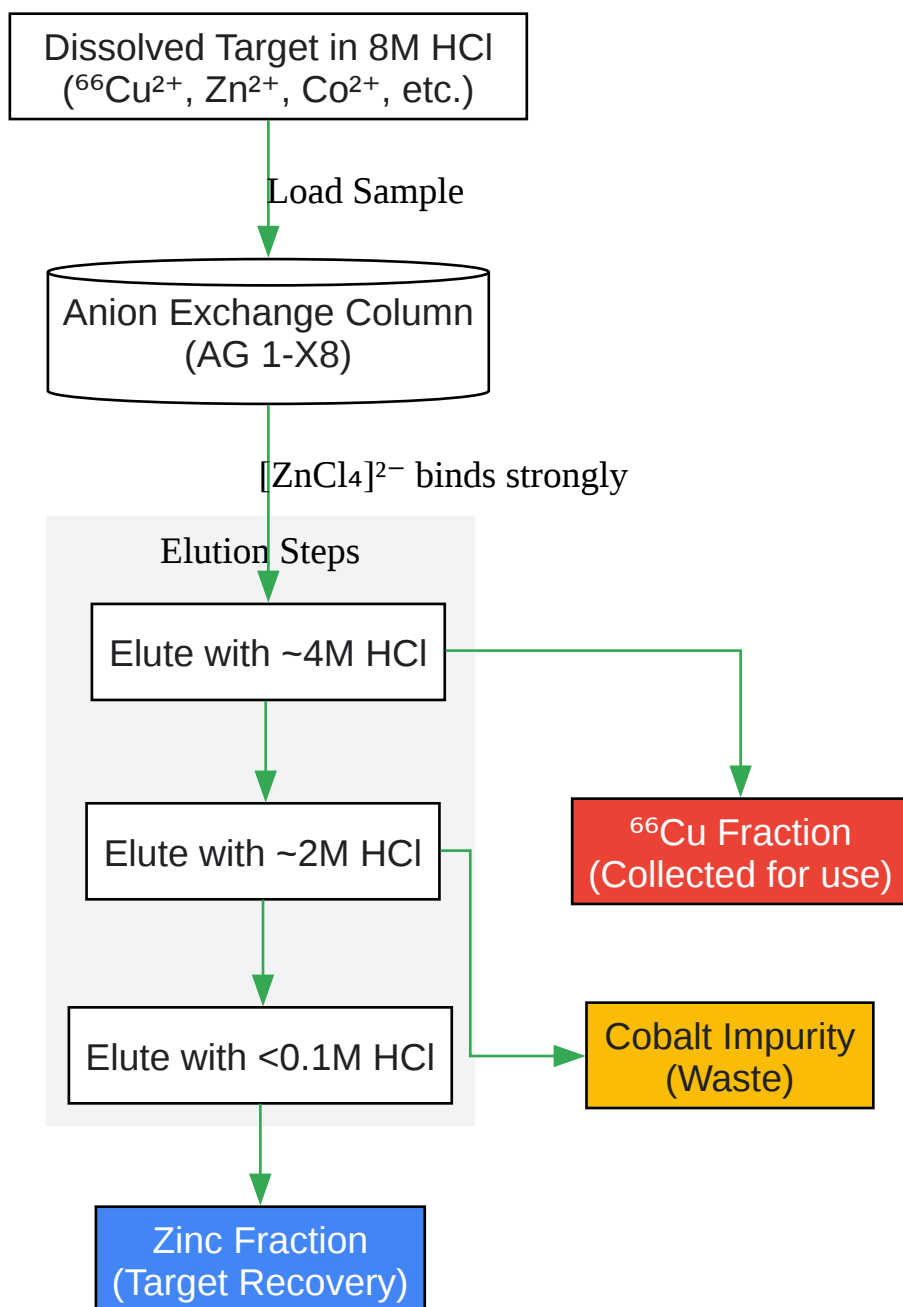 Dissolved Target in 8M HCl
(⁶⁶Cu²⁺, Zn²⁺, Co²⁺, etc.)
Load Sample
Anion Exchange Column
(AG 1-X8)
[ZnCl₄]²⁻ binds strongly
Elution Steps
Elute with ~4M HCl
Elute with ~2M HCl
⁶⁶Cu Fraction
(Collected for use)
Elute with <0.1M HCl
Cobalt Impurity
(Waste)
Zinc Fraction
(Target Recovery)